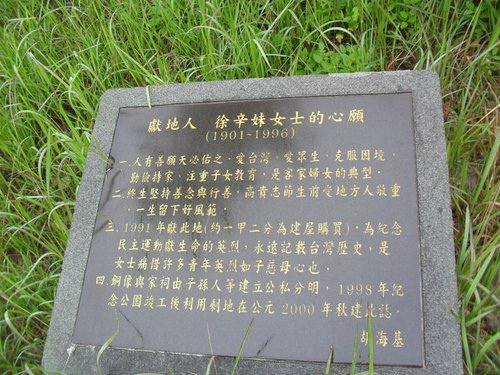 獻地人 徐辛妹女士的心願
(1901~1996)
一.人有善願天必佑之，愛台灣，愛眾生，克服困境，
勤儉持家，注重子女教育，是客家婦女的典型。
二.終生堅持善念與行善，高貴志節生前受地方人敬重
，一生留下好風範。
三.1991年獻此地(約一甲二分為建屋購買)，為紀念
民主運動獻生命的英烈，永遠記載台灣歷史，是
女士痛惜許多青年英烈如子慈母心也。
四.銅像與家祠由子孫人等建立公私分明，1998年紀
念公園竣工後利用剩地在公元2000年秋建此誌。
胡海基